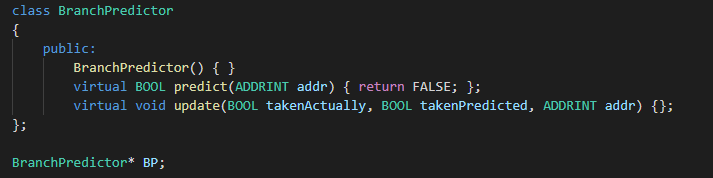 class BranchPredictor
{
    public:
        BranchPredictor() { }
        virtual BOOL predict(ADDRINT addr) { return FALSE; };
        virtual void update(BOOL takenActually, BOOL takenPredicted, ADDRINT addr) {};
};

BranchPredictor* BP;